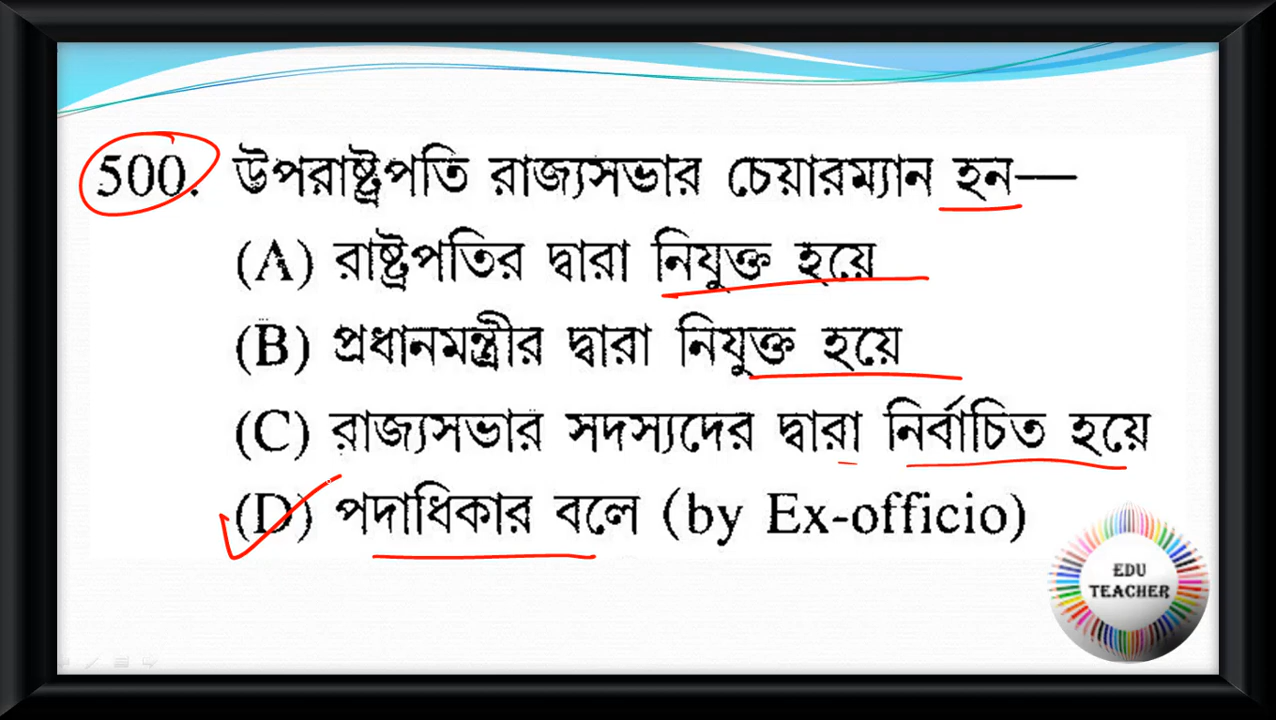 500. উপরাষ্ট্রপতি রাজ্যসভার চেয়ারম্যান হন—
(A) রাষ্ট্রপতির দ্বারা নিযুক্ত হয়ে
(B) প্রধানমন্ত্রীর দ্বারা নিযুক্ত হয়ে
(C) রাজ্যসভার সদস্যদের দ্বারা নির্বাচিত হয়ে
(D) পদাধিকার বলে (by Ex-officio)
EDU
TEACHER